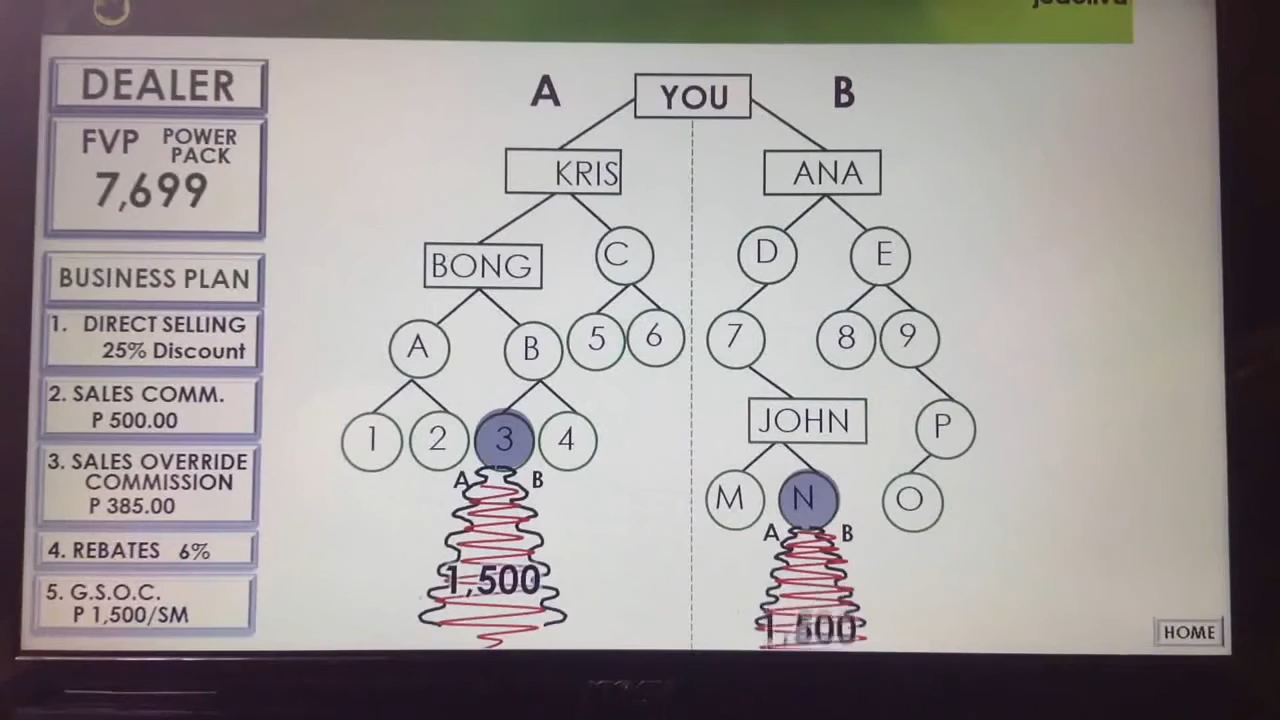 DEALER
FVP POWER PACK
7,699
BUSINESS PLAN
1. DIRECT SELLING
25% Discount
2. SALES COMM.
P 500.00
3. SALES OVERRIDE
COMMISSION
P 385.00
4. REBATES 6%
5. G.S.O.C.
P 1,500/SM
A YOU B
KRIS ANA
BONG C D E
A B 5 6 7 8 9
1 2 3 4 JOHN P
A B M N O
A B
1,500
1,500
HOME